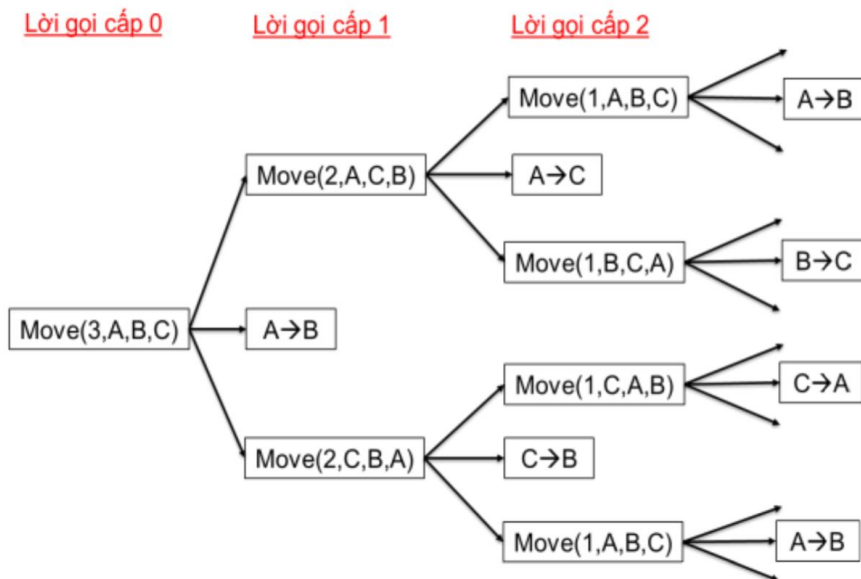 Lời gọi cấp 0 Lời gọi cấp 1 Lời gọi cấp 2
Move(1,A,B,C) A→B
Move(2,A,C,B) A→C
Move(1,B,C,A) B→C
Move(3,A,B,C) A→B
Move(1,C,A,B) C→A
Move(2,C,B,A) C→B
Move(1,A,B,C) A→B